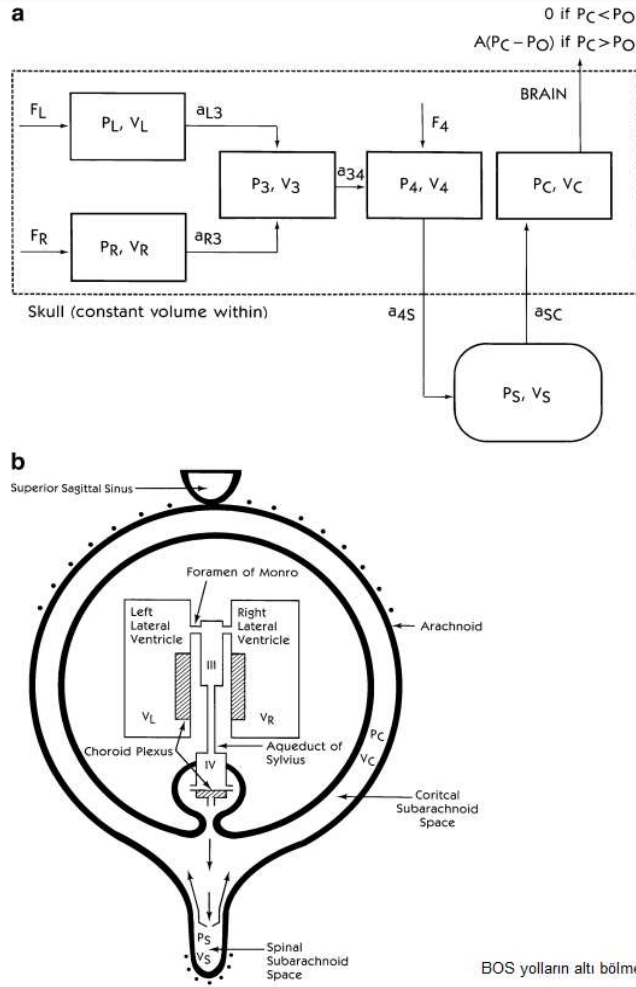 a
0 if PC<PO
A(PC – PO) if PC>PO
BRAIN
FL
PL, VL
aL3
F4
P3, V3
a34
P4, V4
PC, VC
FR
PR, VR
aR3
Skull (constant volume within)
a4S
aSC
PS, VS
b
Superior Sagittal Sinus
Foramen of Monro
Left
Lateral
Ventricle
Right
Lateral
Ventricle
Arachnoid
III
VL
VR
PC
VC
Choroid Plexus
Aqueduct of
Sylvius
IV
Coritcal
Subarachnoid
Space
PS
VS
Spinal
Subarachnoid
Space
BOS yolların altı bölme